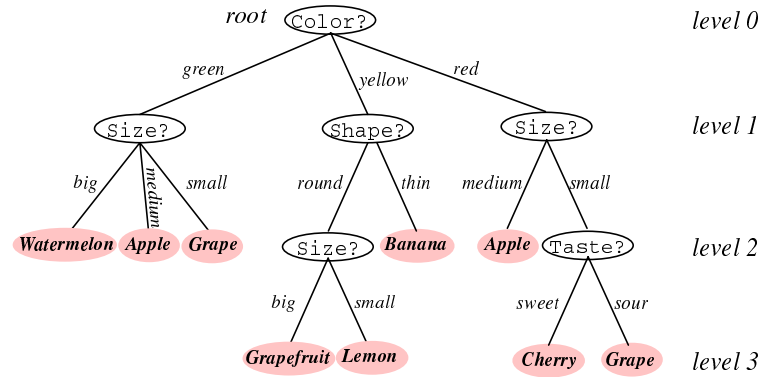 root Color? level 0
green yellow red
Size? Shape? Size? level 1
big medium small round thin medium small
Watermelon Apple Grape Size? Banana Apple Taste? level 2
big small sweet sour
Grapefruit Lemon Cherry Grape level 3